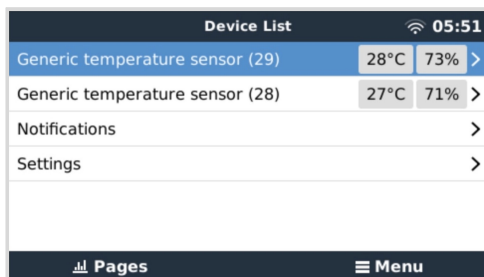 Device List 05:51
Generic temperature sensor (29) 28°C 73%
Generic temperature sensor (28) 27°C 71%
Notifications
Settings
Pages Menu